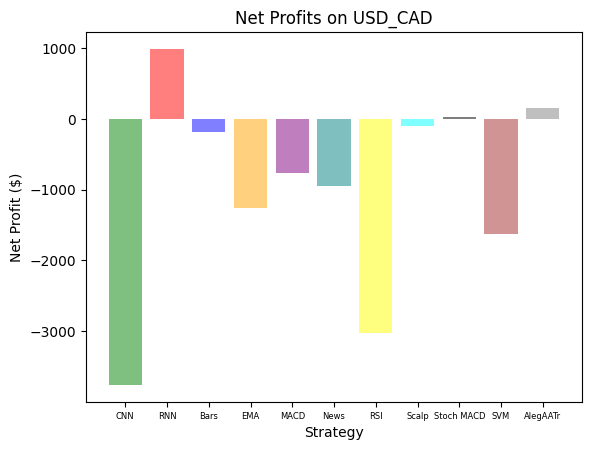 Net Profits on USD_CAD
1000
0
−1000
−2000
−3000
Net Profit ($)
CNN RNN Bars EMA MACD News RSI Scalp Stoch MACD SVM AlegAATr
Strategy